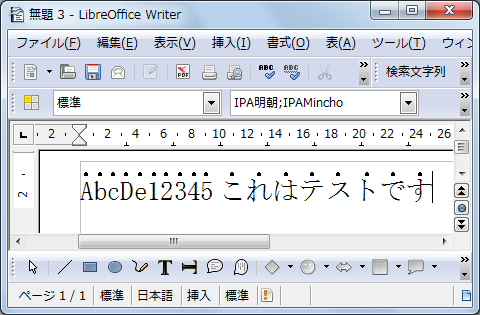 無題 3 - LibreOffice Writer
ファイル(F) 編集(E) 表示(V) 挿入(I) 書式(O) 表(A) ツール(T) ウィン
PDF ABC ABC 検索文字列
標準 IPA明朝;IPAMincho
2 2 4 6 8 10 12 14 16 18 20 22 24 26
2
AbcDe12345 これはテストです
T
ページ 1 / 1 標準 日本語 挿入 標準